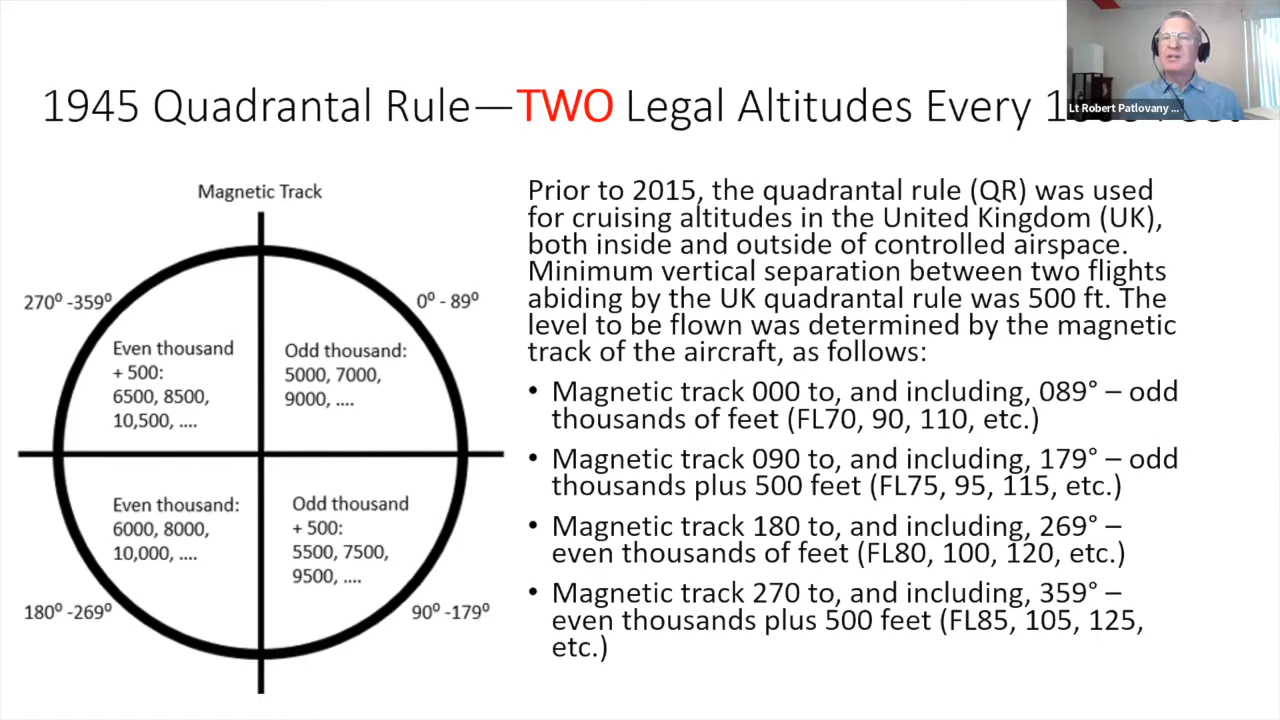 1945 Quadrantal Rule—TWO Legal Altitudes Every
Lt Robert Patlovany ...
Magnetic Track
270⁰ -359⁰
0⁰ - 89⁰
Even thousand
+ 500:
6500, 8500,
10,500, ....
Odd thousand:
5000, 7000,
9000, ....
Even thousand:
6000, 8000,
10,000, ....
Odd thousand
+ 500:
5500, 7500,
9500, ....
180⁰ -269⁰
90⁰ -179⁰
Prior to 2015, the quadrantal rule (QR) was used
for cruising altitudes in the United Kingdom (UK),
both inside and outside of controlled airspace.
Minimum vertical separation between two flights
abiding by the UK quadrantal rule was 500 ft. The
level to be flown was determined by the magnetic
track of the aircraft, as follows:
• Magnetic track 000 to, and including, 089° – odd
thousands of feet (FL70, 90, 110, etc.)
• Magnetic track 090 to, and including, 179° – odd
thousands plus 500 feet (FL75, 95, 115, etc.)
• Magnetic track 180 to, and including, 269° –
even thousands of feet (FL80, 100, 120, etc.)
• Magnetic track 270 to, and including, 359° –
even thousands plus 500 feet (FL85, 105, 125,
etc.)